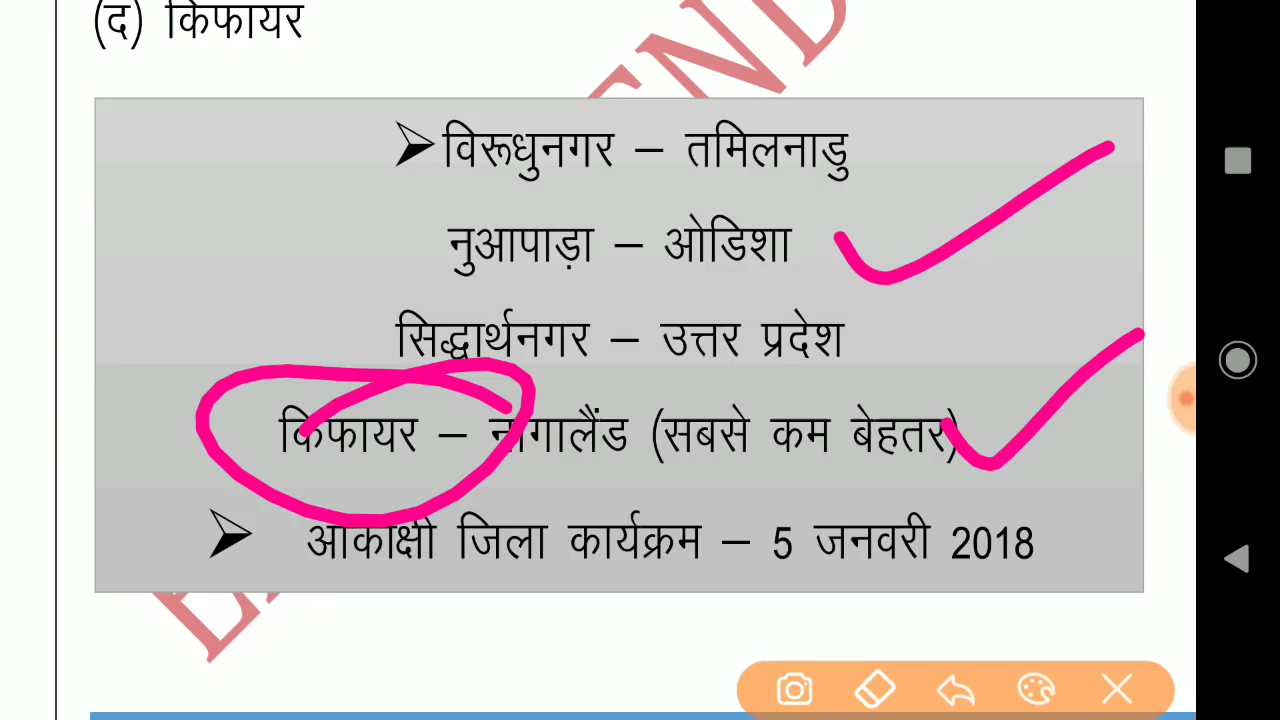 (द) किफायर
➢विरूधुनगर – तमिलनाडु
नुआपाड़ा – ओडिशा
सिद्धार्थनगर – उत्तर प्रदेश
किफायर – नागालैंड (सबसे कम बेहतर)
➢ आकाक्षी जिला कार्यक्रम – 5 जनवरी 2018